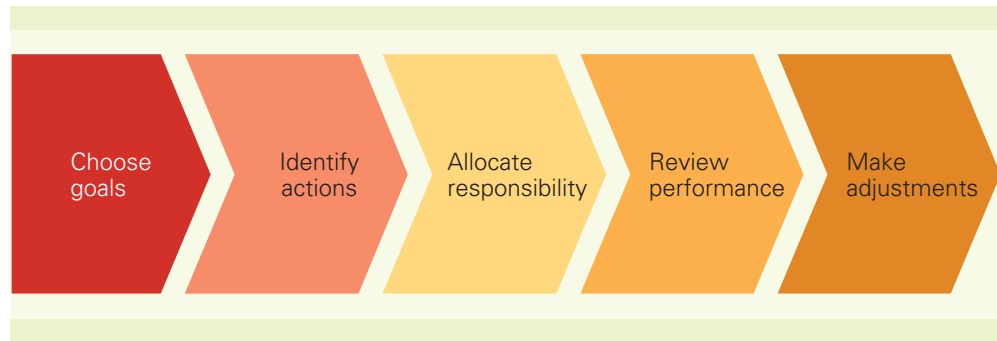 Choose
goals
Identify
actions
Allocate
responsibility
Review
performance
Make
adjustments